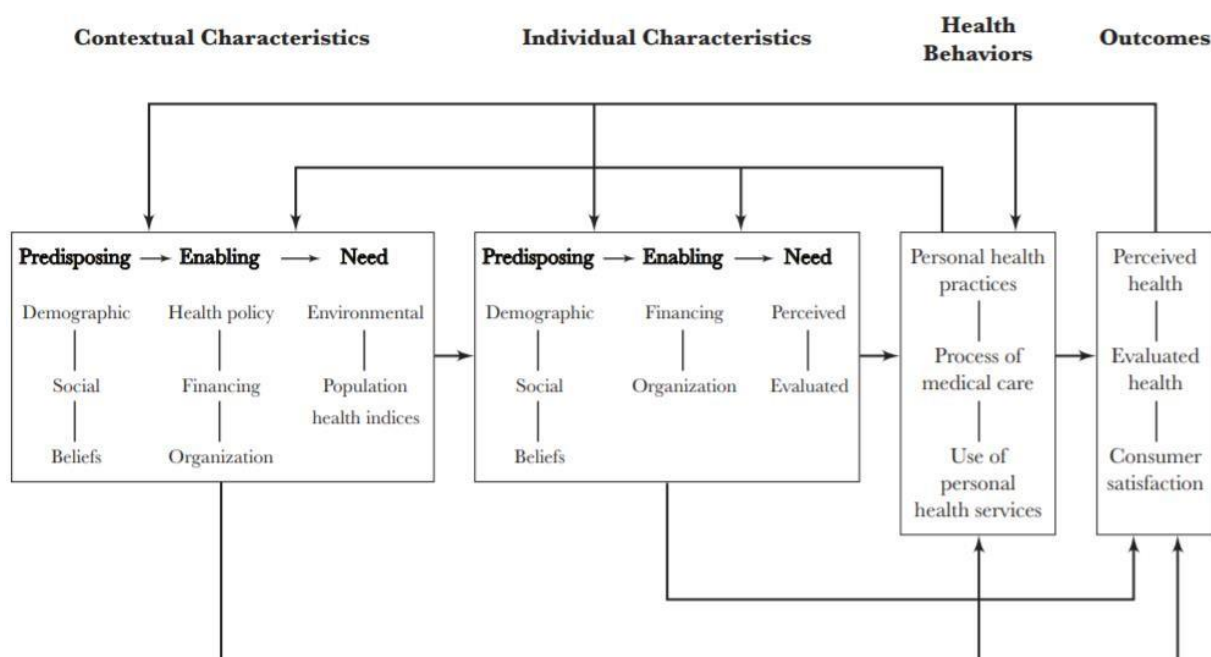 Contextual Characteristics
Individual Characteristics
Health
Behaviors
Outcomes
Predisposing Enabling Need
Demographic
Social
Beliefs
Health policy
Financing
Organization
Environmental
Population
health indices
Predisposing Enabling Need
Demographic
Social
Beliefs
Financing
Organization
Perceived
Evaluated
Personal health
practices
Process of
medical care
Use of
personal
health services
Perceived
health
Evaluated
health
Consumer
satisfaction